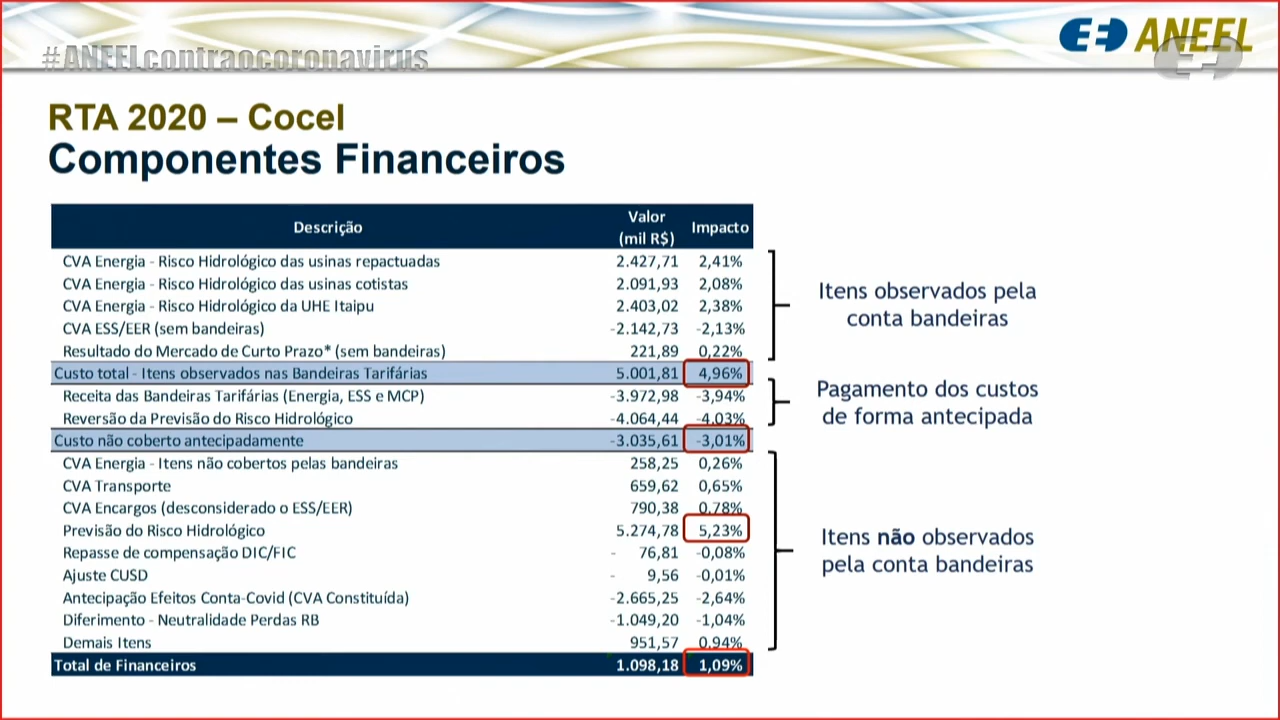 #ANEELcontraocoronavirus
ANEEL
RTA 2020 – Cocel
Componentes Financeiros
Descrição Valor (mil R$) Impacto
CVA Energia - Risco Hidrológico das usinas repactuadas 2.427,71 2,41%
CVA Energia - Risco Hidrológico das usinas cotistas 2.091,93 2,08%
CVA Energia - Risco Hidrológico da UHE Itaipu 2.403,02 2,38%
CVA ESS/EER (sem bandeiras) -2.142,73 -2,13%
Resultado do Mercado de Curto Prazo* (sem bandeiras) 221,89 0,22%
Custo total - Itens observados nas Bandeiras Tarifárias 5.001,81 4,96%
Receita das Bandeiras Tarifárias (Energia, ESS e MCP) -3.972,98 -3,94%
Reversão da Previsão do Risco Hidrológico -4.064,44 -4,03%
Custo não coberto antecipadamente -3.035,61 -3,01%
CVA Energia - Itens não cobertos pelas bandeiras 258,25 0,26%
CVA Transporte 659,62 0,65%
CVA Encargos (desconsiderado o ESS/EER) 790,38 0,78%
Previsão do Risco Hidrológico 5.274,78 5,23%
Repasse de compensação DIC/FIC - 76,81 -0,08%
Ajuste CUSD - 9,56 -0,01%
Antecipação Efeitos Conta-Covid (CVA Constituída) -2.665,25 -2,64%
Diferimento - Neutralidade Perdas RB -1.049,20 -1,04%
Demais Itens 951,57 0,94%
Total de Financeiros 1.098,18 1,09%
Itens observados pela
conta bandeiras
Pagamento dos custos
de forma antecipada
Itens não observados
pela conta bandeiras